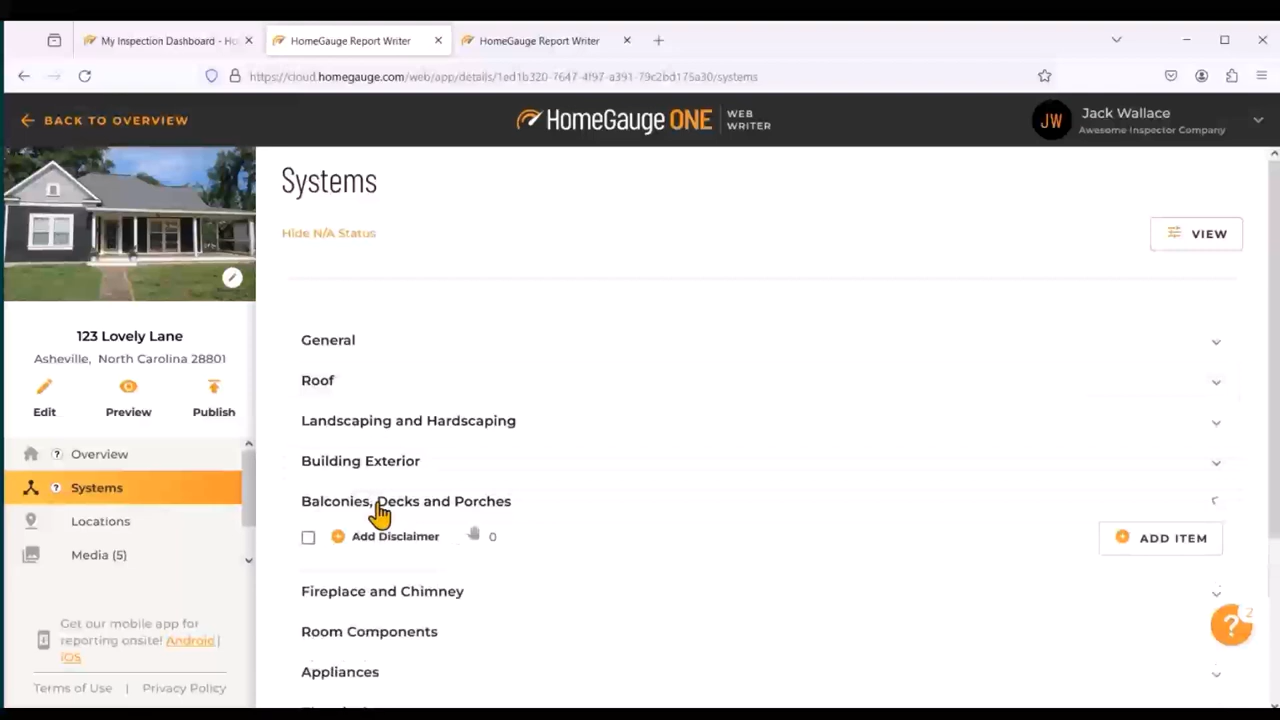 My Inspection Dashboard - Ho
HomeGauge Report Writer
HomeGauge Report Writer
https://cloud.homegauge.com/web/app/details/1ed1b320-7647-4f97-a391-79c2bd175a30/systems
BACK TO OVERVIEW
HomeGauge ONE
WEB
WRITER
JW
Jack Wallace
Awesome Inspector Company
Systems
Hide N/A Status
VIEW
123 Lovely Lane
Asheville, North Carolina 28801
Edit
Preview
Publish
? Overview
? Systems
Locations
Media (5)
Get our mobile app for
reporting onsite! Android |
iOS
Terms of Use | Privacy Policy
General
Roof
Landscaping and Hardscaping
Building Exterior
Balconies, Decks and Porches
Add Disclaimer 0
ADD ITEM
Fireplace and Chimney
Room Components
Appliances
? 2